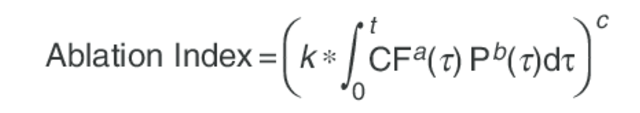 Ablation Index = (k * ∫₀ᵗ CFᵃ(τ) Pᵇ(τ)dτ)ᶜ